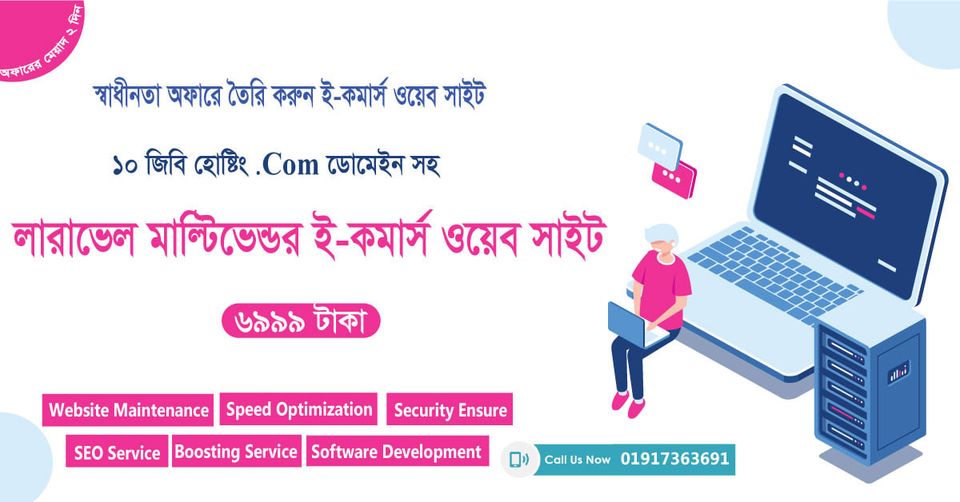 অফারের মেয়াদ ২ দিন
স্বাধীনতা অফারে তৈরি করুন ই-কমার্স ওয়েব সাইট
১০ জিবি হোষ্টিং .Com ডোমেইন সহ
লারাভেল মাল্টিভেন্ডর ই-কমার্স ওয়েব সাইট
৬৯৯৯ টাকা
Website Maintenance Speed Optimization Security Ensure
SEO Service Boosting Service Software Development
Call Us Now 01917363691